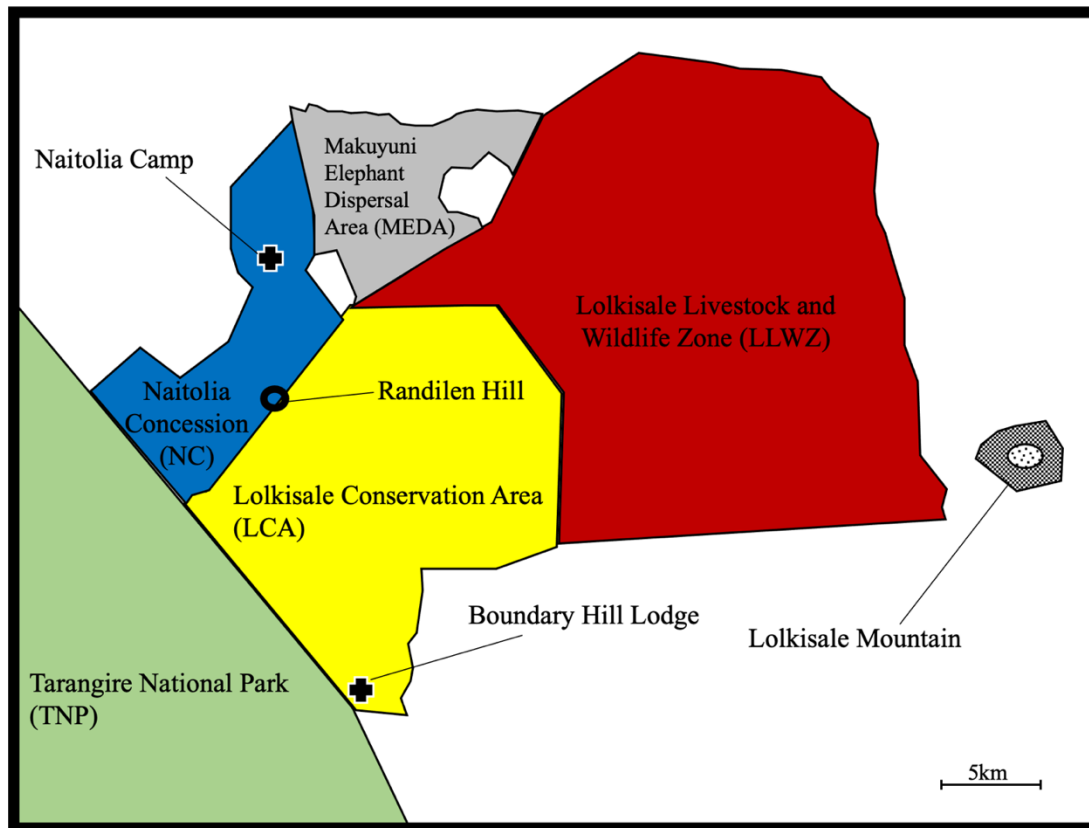 Makuyuni
Elephant
Dispersal
Area (MEDA)
Naitolia Camp
Lolkisale Livestock and
Wildlife Zone (LLWZ)
Naitolia
Concession
(NC)
Randilen Hill
Lolkisale Conservation Area
(LCA)
Boundary Hill Lodge
Lolkisale Mountain
Tarangire National Park
(TNP)
5km